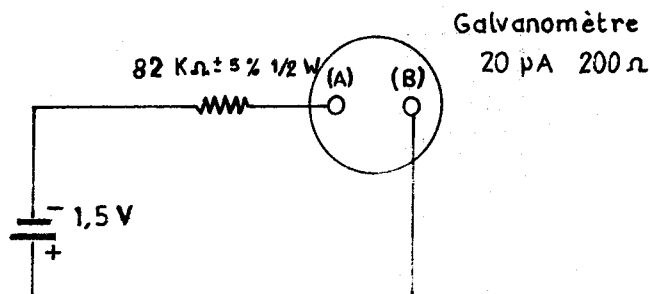 Galvanomètre
20 µA 200 Ω
82 KΩ ± 5 % 1/2 W
(A) (B)
- 1,5 V
+